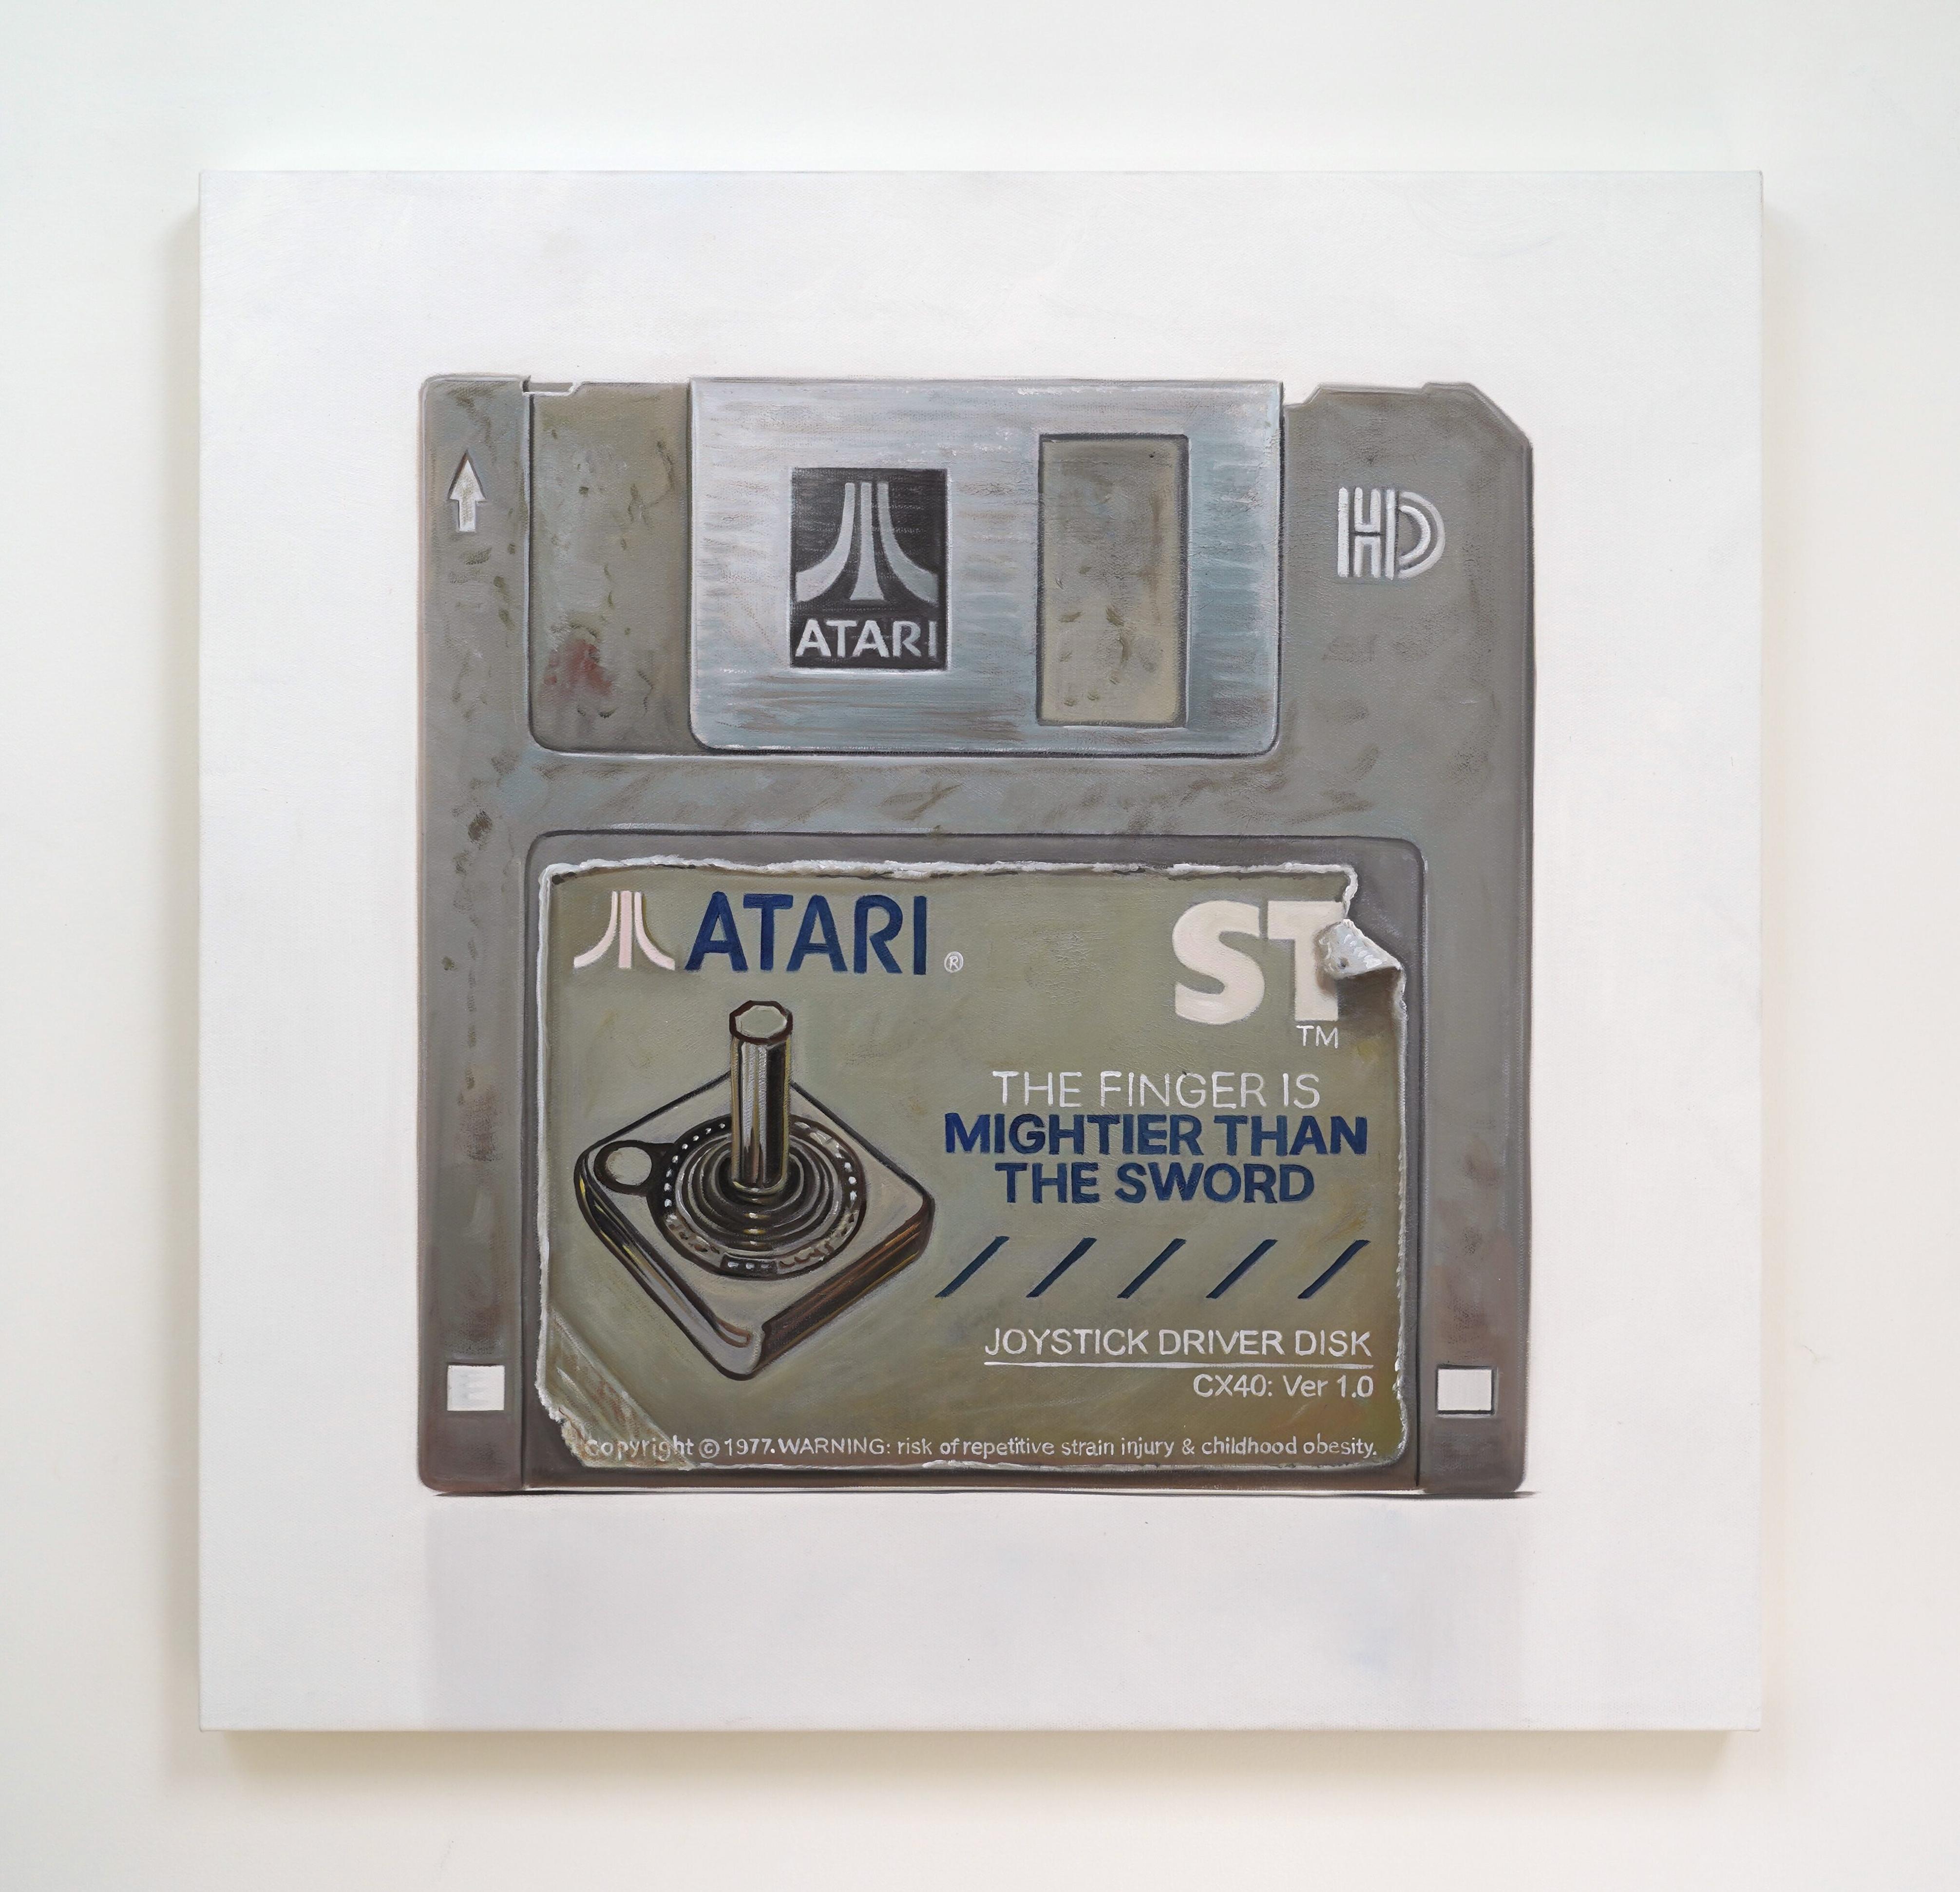 ATARI
HD
ATARI ®
ST
TM
THE FINGER IS
MIGHTIER THAN
THE SWORD
JOYSTICK DRIVER DISK
CX40: Ver 1.0
Copyright © 1977. WARNING: risk of repetitive strain injury & childhood obesity.